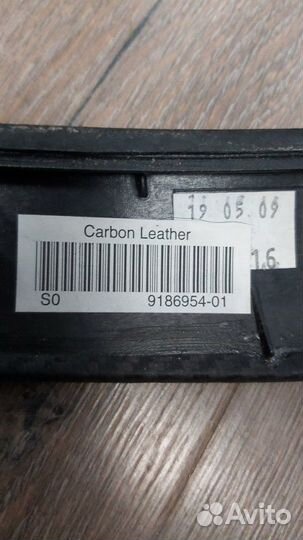 19 05 09
16
Carbon Leather
S0 9186954-01
Avito